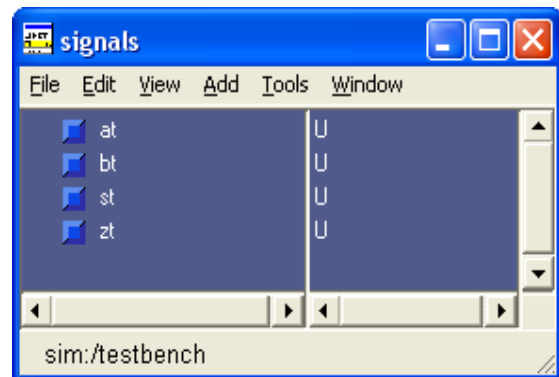 signals
File Edit View Add Tools Window
at U
bt U
st U
zt U
sim:/testbench